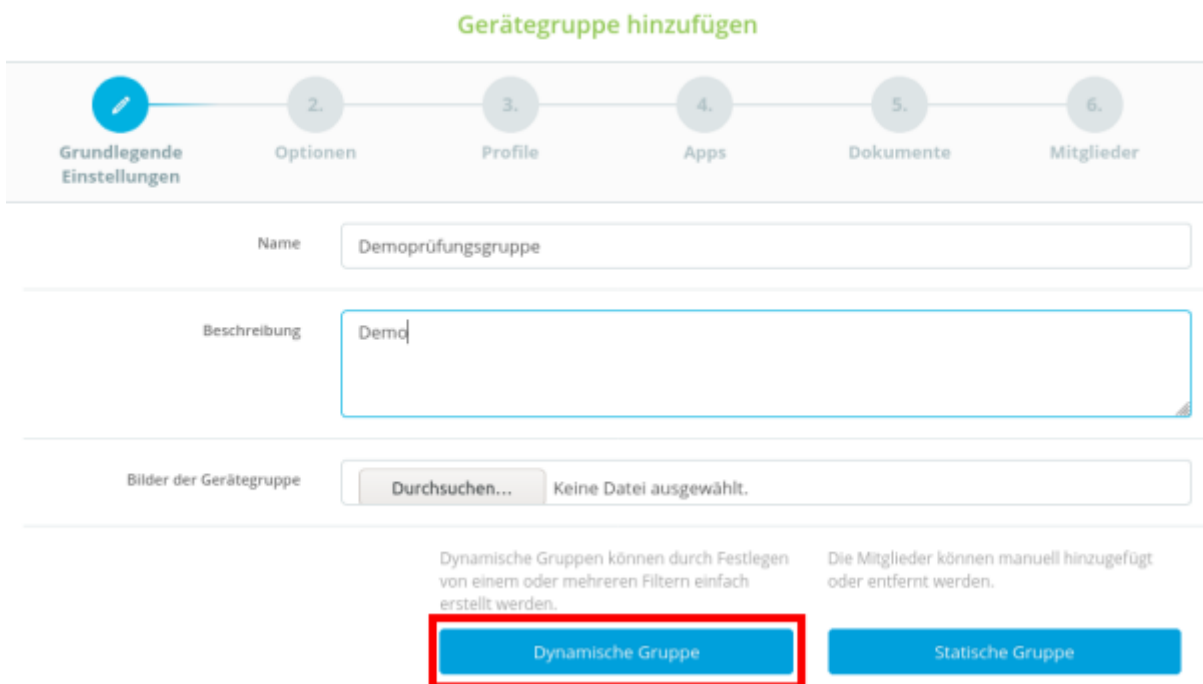 Gerätegruppe hinzufügen
2.
3.
4.
5.
6.
Grundlegende
Einstellungen
Optionen
Profile
Apps
Dokumente
Mitglieder
Name
Demoprüfungsgruppe
Beschreibung
Demo
Bilder der Gerätegruppe
Durchsuchen...
Keine Datei ausgewählt.
Dynamische Gruppen können durch Festlegen
von einem oder mehreren Filtern einfach
erstellt werden.
Die Mitglieder können manuell hinzugefügt
oder entfernt werden.
Dynamische Gruppe
Statische Gruppe